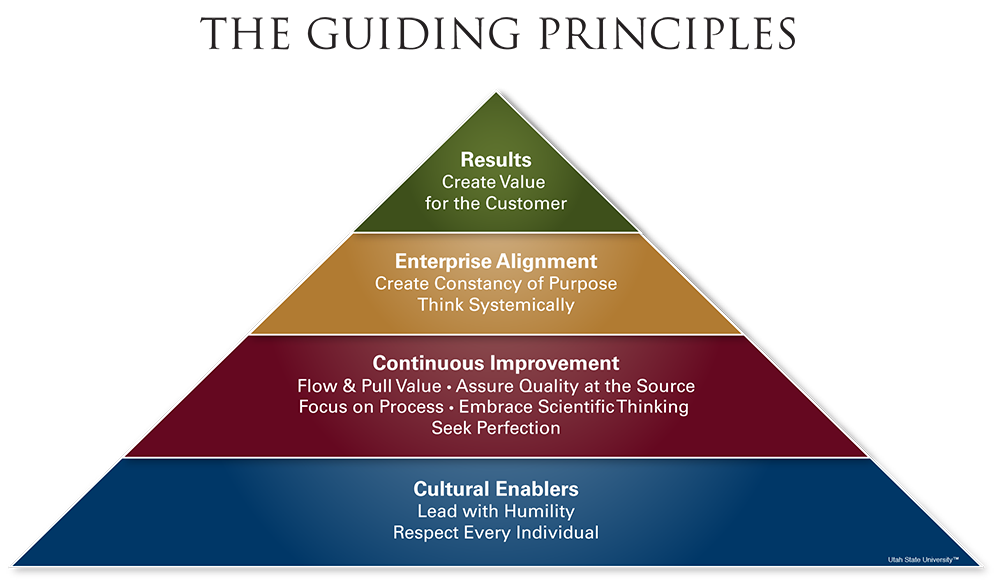 THE GUIDING PRINCIPLES
Results
Create Value
for the Customer
Enterprise Alignment
Create Constancy of Purpose
Think Systemically
Continuous Improvement
Flow & Pull Value • Assure Quality at the Source
Focus on Process • Embrace Scientific Thinking
Seek Perfection
Cultural Enablers
Lead with Humility
Respect Every Individual
Utah State University™